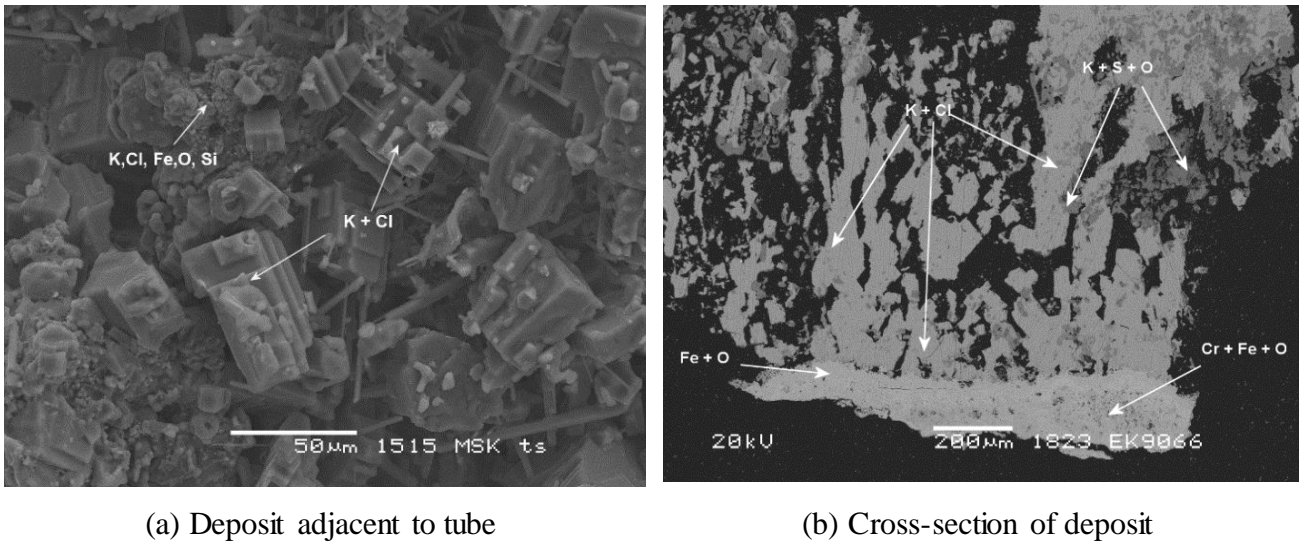 K,Cl, Fe,O, Si
K + Cl
50µm 1515 MSK ts
K + S + O
K + Cl
Fe + O
Cr + Fe + O
20kV 200µm 1823 EK9066
(a) Deposit adjacent to tube
(b) Cross-section of deposit